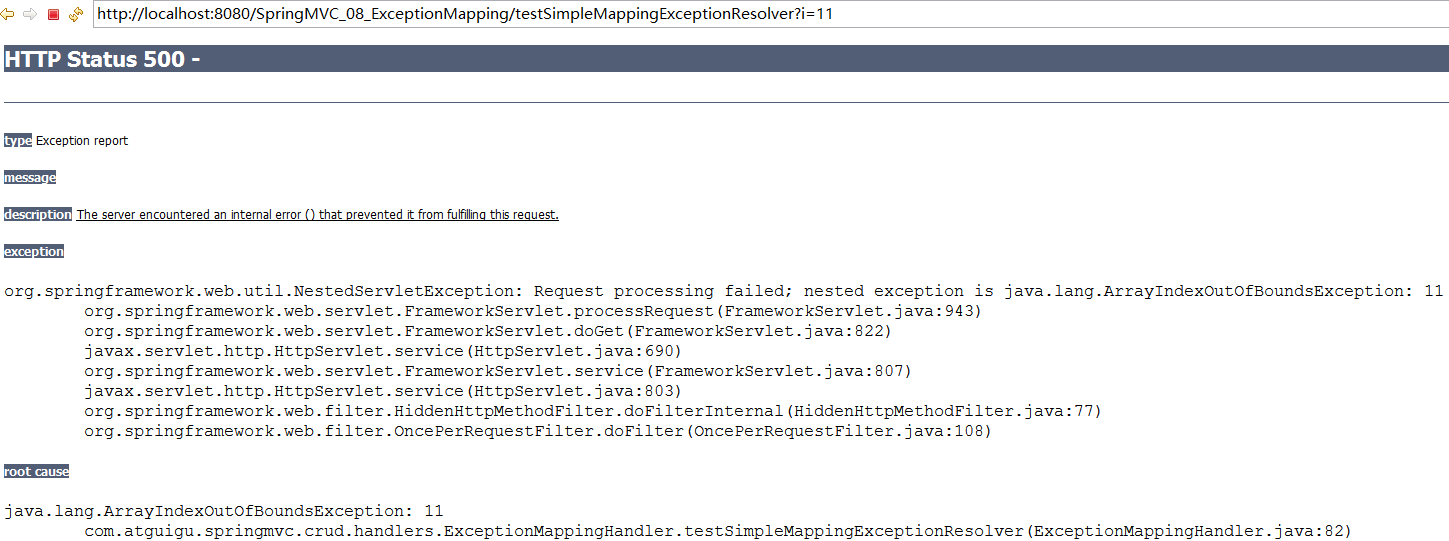 http://localhost:8080/SpringMVC_08_ExceptionMapping/testSimpleMappingExceptionResolver?i=11
HTTP Status 500 -
type Exception report
message
description The server encountered an internal error () that prevented it from fulfilling this request.
exception
org.springframework.web.util.NestedServletException: Request processing failed; nested exception is java.lang.ArrayIndexOutOfBoundsException: 11
org.springframework.web.servlet.FrameworkServlet.processRequest(FrameworkServlet.java:943)
org.springframework.web.servlet.FrameworkServlet.doGet(FrameworkServlet.java:822)
javax.servlet.http.HttpServlet.service(HttpServlet.java:690)
org.springframework.web.servlet.FrameworkServlet.service(FrameworkServlet.java:807)
javax.servlet.http.HttpServlet.service(HttpServlet.java:803)
org.springframework.web.filter.HiddenHttpMethodFilter.doFilterInternal(HiddenHttpMethodFilter.java:77)
org.springframework.web.filter.OncePerRequestFilter.doFilter(OncePerRequestFilter.java:108)
root cause
java.lang.ArrayIndexOutOfBoundsException: 11
com.atguigu.springmvc.crud.handlers.ExceptionMappingHandler.testSimpleMappingExceptionResolver(ExceptionMappingHandler.java:82)